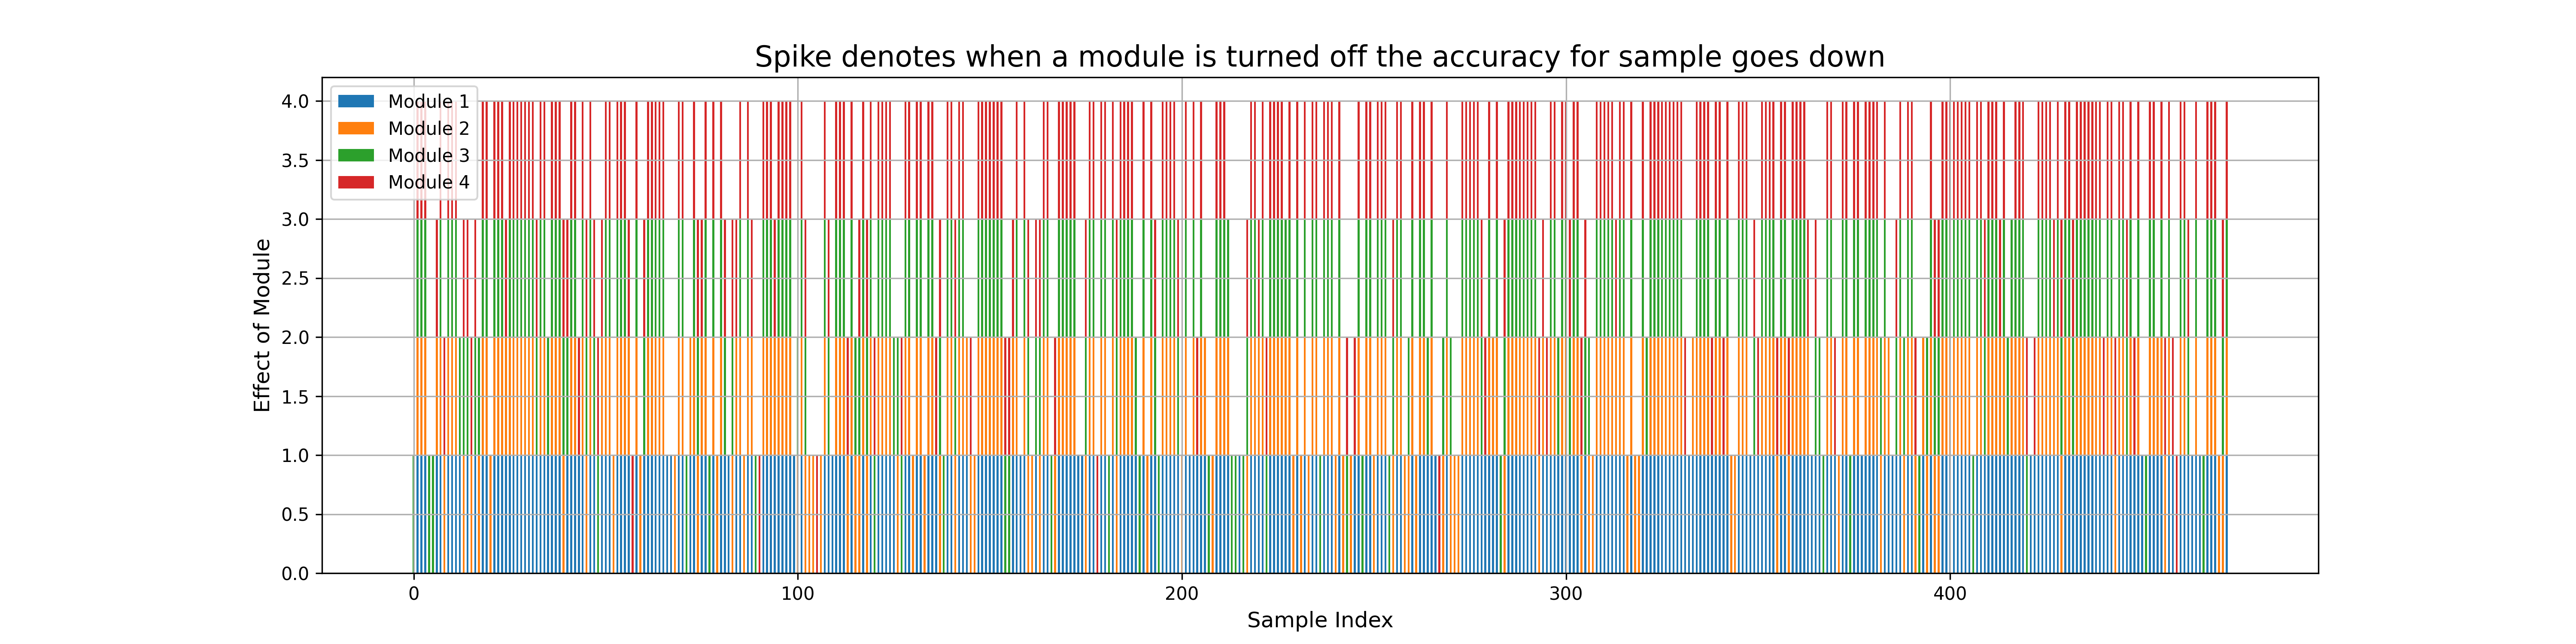 Spike denotes when a module is turned off the accuracy for sample goes down
Module 1
Module 2
Module 3
Module 4
4.0
3.5
3.0
2.5
2.0
1.5
1.0
0.5
0.0
Effect of Module
0
100
200
300
400
Sample Index